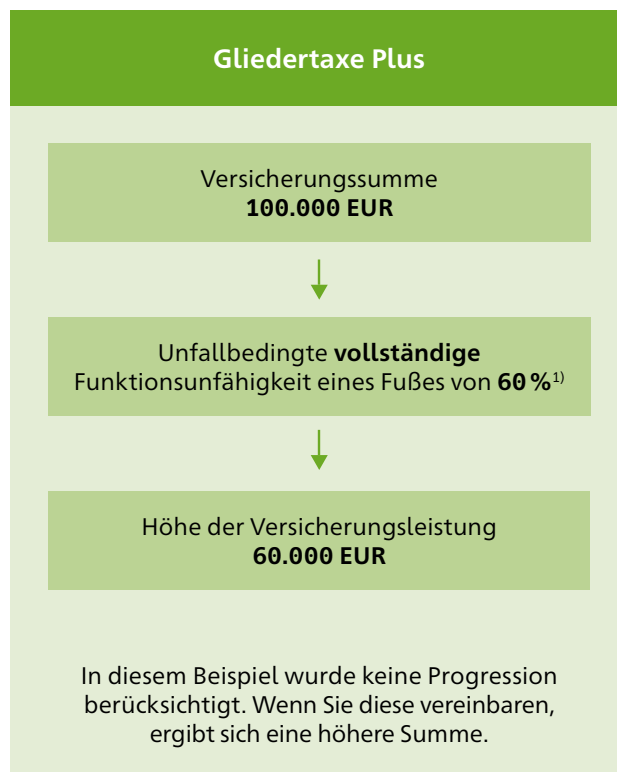 Gliedertaxe Plus
Versicherungssumme
100.000 EUR
Unfallbedingte vollständige
Funktionsunfähigkeit eines Fußes von 60 %¹⁾
Höhe der Versicherungsleistung
60.000 EUR
In diesem Beispiel wurde keine Progression
berücksichtigt. Wenn Sie diese vereinbaren,
ergibt sich eine höhere Summe.